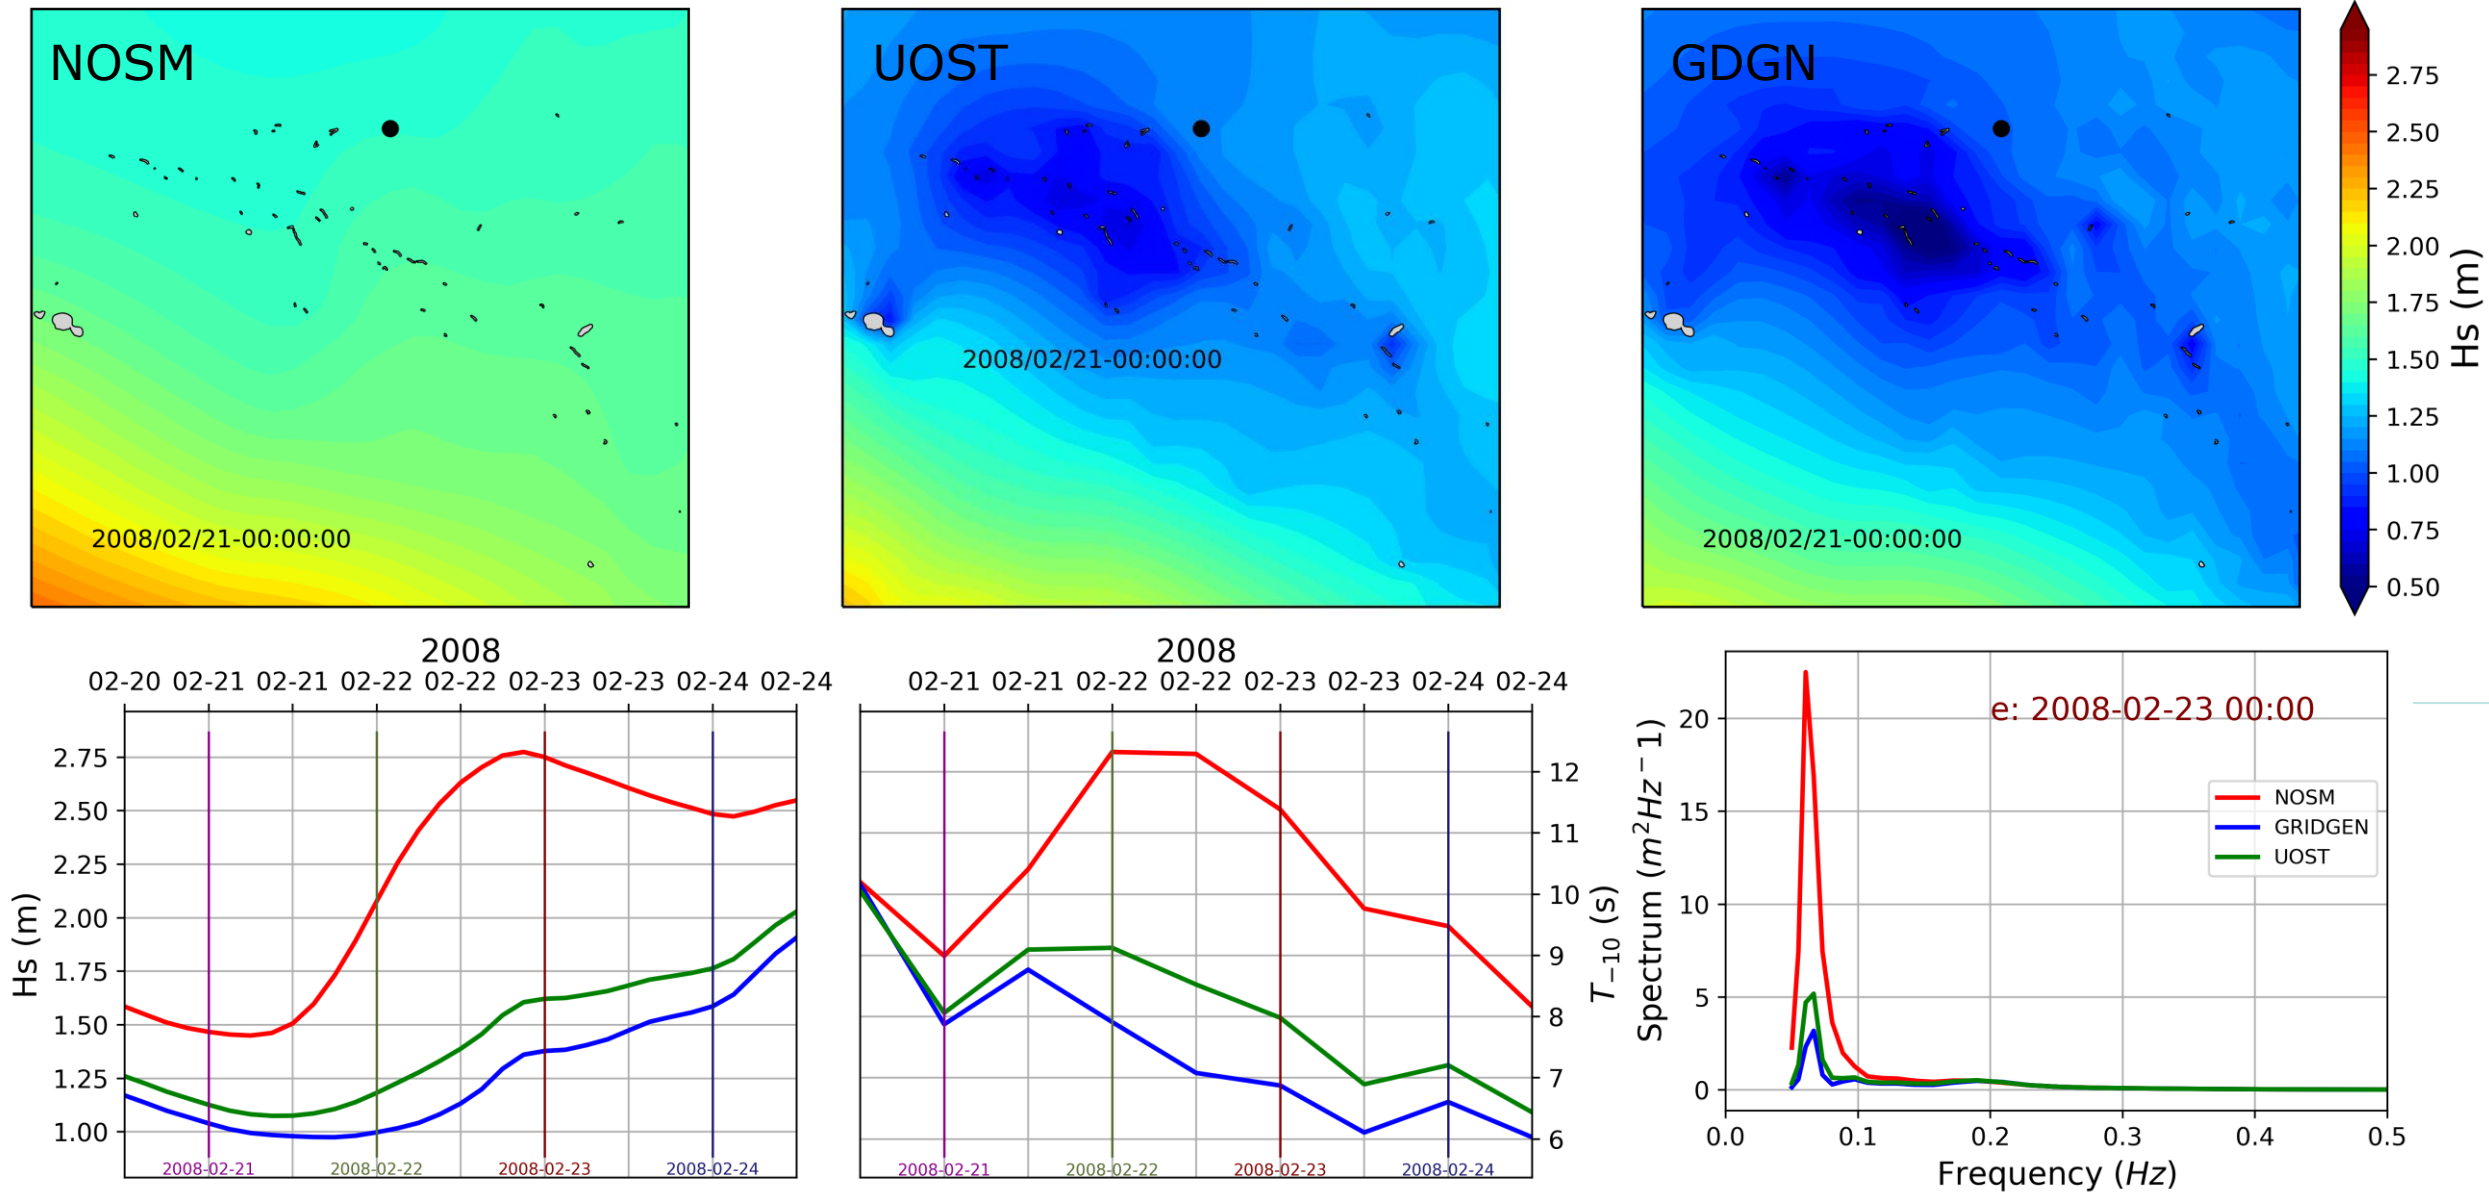 NOSM
UOST
GDGN
2008/02/21-00:00:00
2008/02/21-00:00:00
2008/02/21-00:00:00
2.75
2.50
2.25
2.00
1.75
1.50
1.25
1.00
0.75
0.50
Hs (m)
2008
02-20 02-21 02-21 02-22 02-22 02-23 02-23 02-24 02-24
Hs (m)
2.75
2.50
2.25
2.00
1.75
1.50
1.25
1.00
2008-02-21 2008-02-22 2008-02-23 2008-02-24
2008
02-21 02-21 02-22 02-22 02-23 02-23 02-24 02-24
12
11
10
9
8
7
6
T₋₁₀ (s)
2008-02-21 2008-02-22 2008-02-23 2008-02-24
Spectrum (m²Hz⁻1)
20
15
10
5
0
e: 2008-02-23 00:00
NOSM
GRIDGEN
UOST
0.0 0.1 0.2 0.3 0.4 0.5
Frequency (Hz)